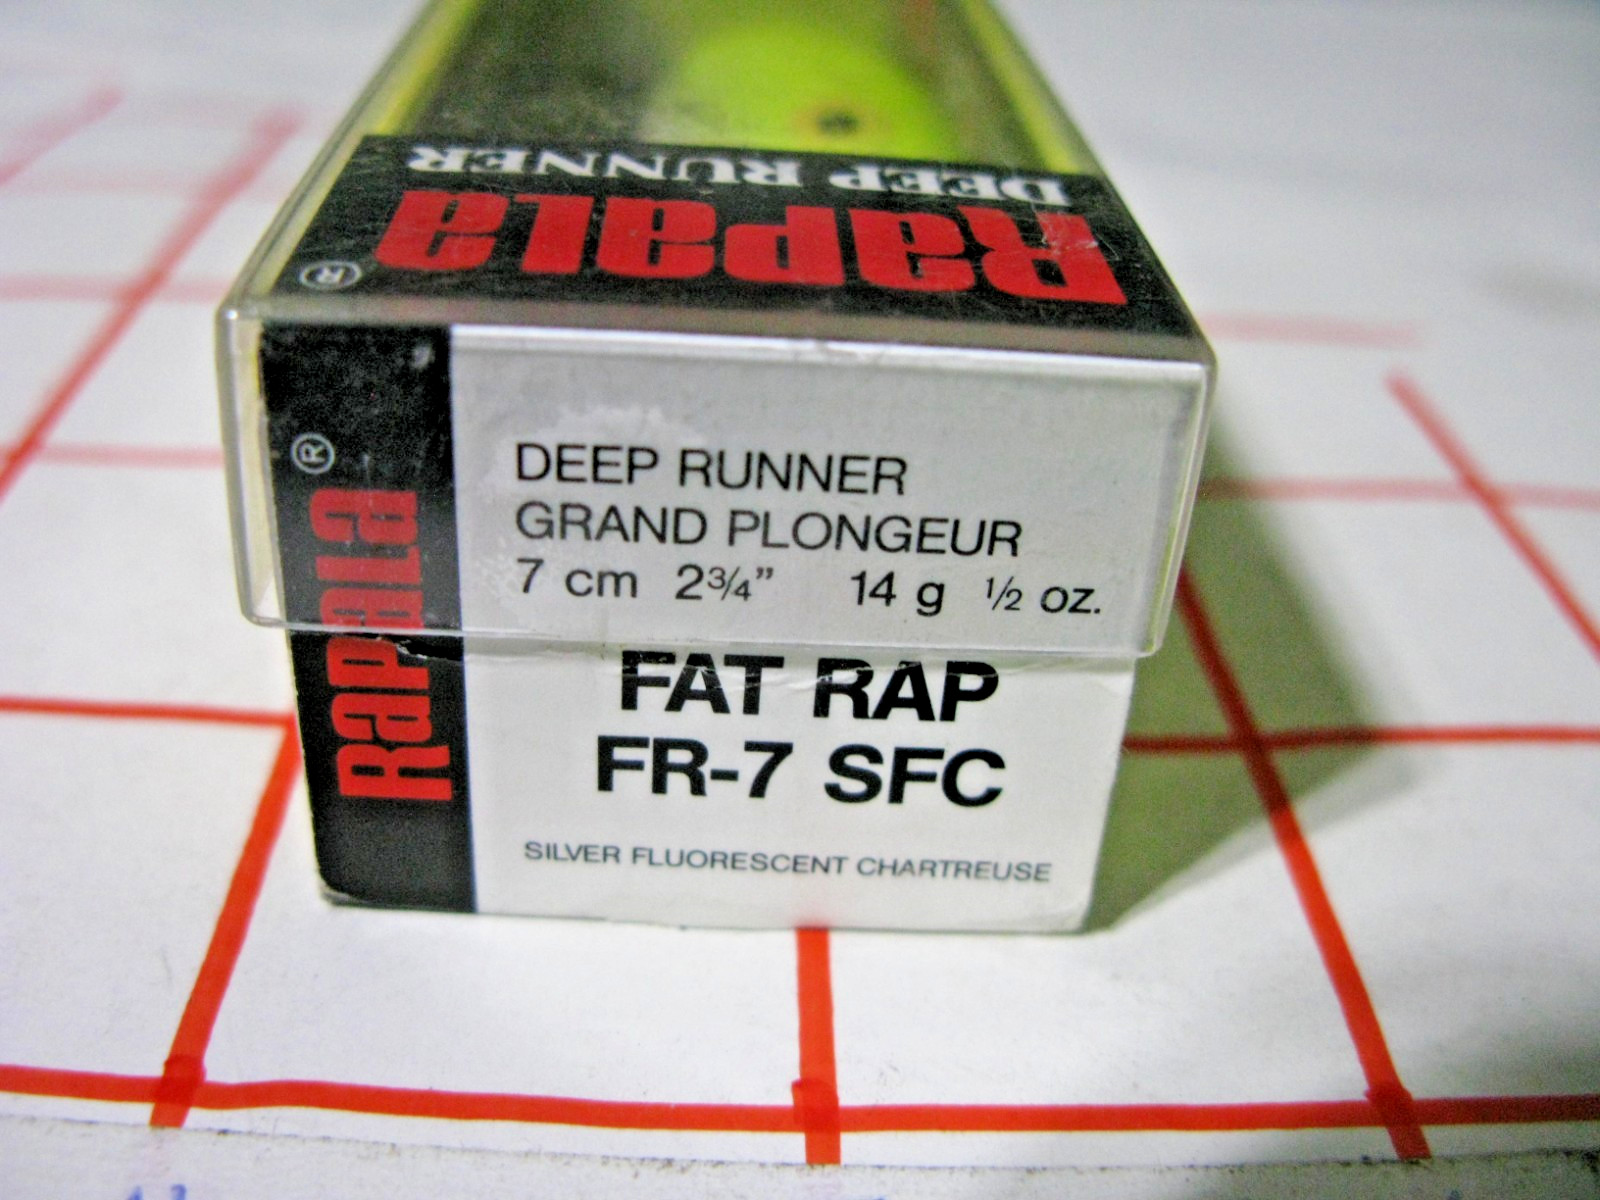 DEEP RUNNER
RAPALA ®
RAPALA ®
DEEP RUNNER
GRAND PLONGEUR
7 cm 2¾” 14 g ½ oz.
FAT RAP
FR-7 SFC
SILVER FLUORESCENT CHARTREUSE